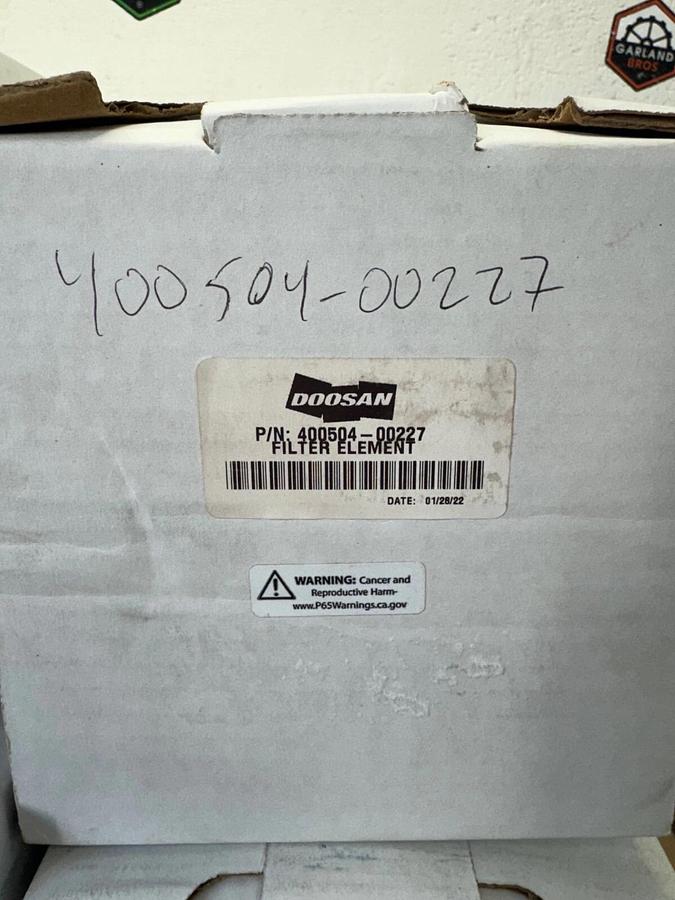 GARLAND
BROS
400504-00227
DOOSAN
P/N: 400504-00227
FILTER ELEMENT
DATE: 01/28/22
WARNING: Cancer and
Reproductive Harm-
www.P65Warnings.ca.gov